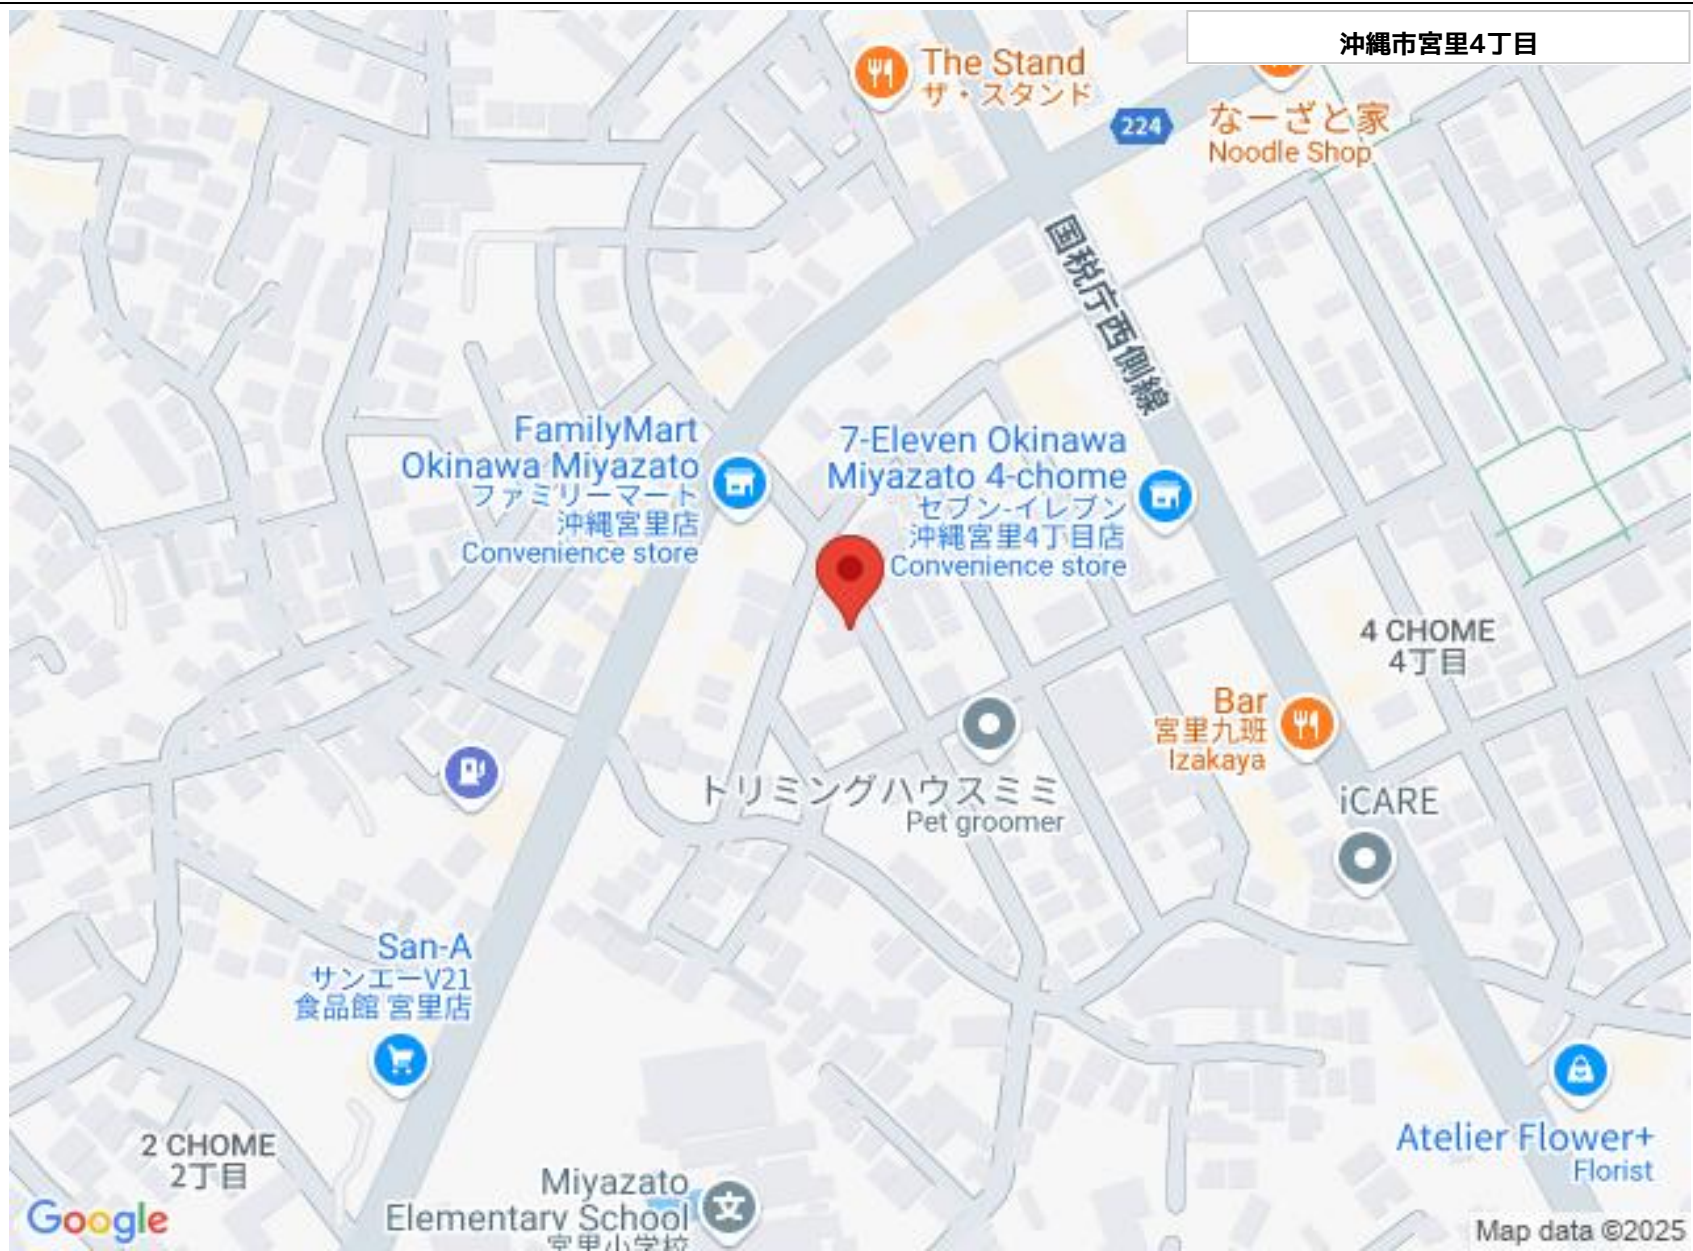 沖縄市宮里4丁目
The Stand
ザ・スタンド
224
なーざと家
Noodle Shop
国税庁西側線
FamilyMart
Okinawa Miyazato
ファミリーマート
沖縄宮里店
Convenience store
7-Eleven Okinawa
Miyazato 4-chome
セブン-イレブン
沖縄宮里4丁目店
Convenience store
4 CHOME
4丁目
Bar
宮里九班
Izakaya
トリミングハウスミミ
Pet groomer
iCARE
San-A
サンエーV21
食品館 宮里店
2 CHOME
2丁目
Atelier Flower+
Florist
Miyazato
Elementary School
宮里小学校
文
Google
Map data ©2025